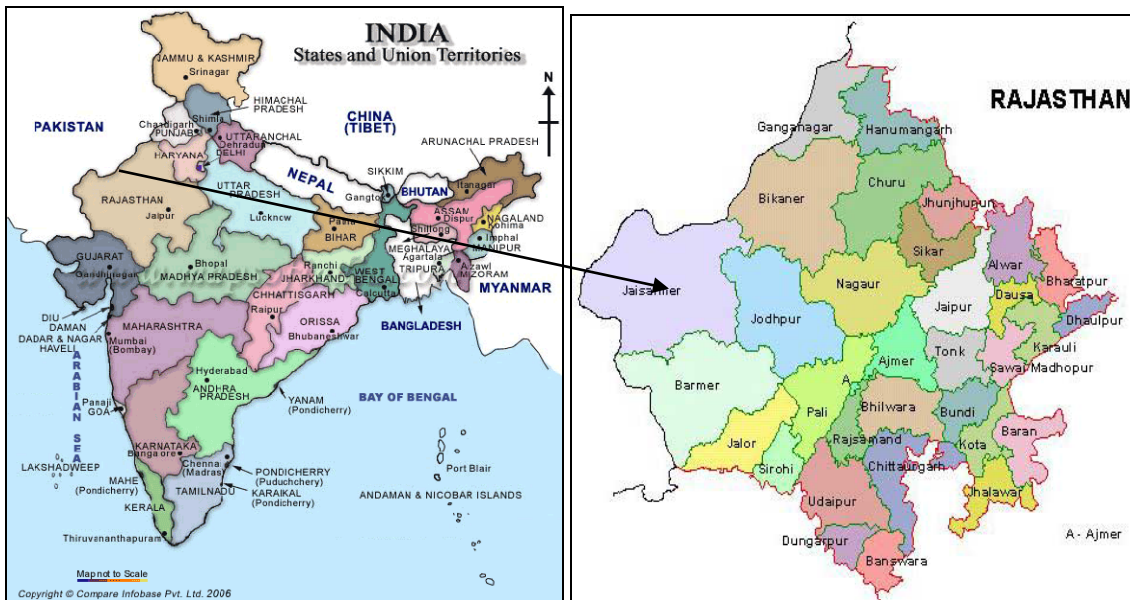 INDIA
States and Union Territories
N
JAMMU & KASHMIR
Srinagar
HIMACHAL
PRADESH
Shimla
Chandigarh
PUNJAB
PAKISTAN
CHINA
(TIBET)
UTTARANCHAL
Dehradun
HARYANA
DELHI
ARUNACHAL PRADESH
Itanagar
SIKKIM
Gangtok
NEPAL
BHUTAN
RAJASTHAN
Jaipur
UTTAR
PRADESH
Lucknow
BIHAR
ASSAM
Dispur
NAGALAND
Kohima
Shillong
MEGHALAYA
Imphal
MANIPUR
Agartala
TRIPURA
Azawl
MIZORAM
GUJARAT
Gandhinagar
Bhopal
MADHYA PRADESH
Ranchi
JHARKHAND
WEST
BENGAL
Calcutta
MYANMAR
CHHATTISGARH
Raipur
ORISSA
Bhubaneshwar
BANGLADESH
DIU
DAMAN
DADAR & NAGAR
HAVELI
MAHARASHTRA
Mumbai
(Bombay)
ARABIAN SEA
Hyderabad
ANDHRA
PRADESH
YANAM
(Pondicherry)
BAY OF BENGAL
Panaji
GOA
KARNATAKA
Bangalore
Chennai
(Madras)
LAKSHADWEEP
MAHE
(Pondicherry)
PONDICHERRY
(Puduchchery)
KARAIKAL
(Pondicherry)
TAMILNADU
KERALA
Thiruvananthapuram
Port Blair
ANDAMAN & NICOBAR ISLANDS
Map not to Scale
Copyright © Compare Infobase Pvt. Ltd. 2006
RAJASTHAN
Ganganagar
Hanumangarh
Bikaner
Churu
Jhunjhunun
Sikar
Alwar
Bharatpur
Jaisalmer
Jodhpur
Nagaur
Jaipur
Dausa
Dhaulpur
Karauli
Barmer
Ajmer
Tonk
Sawai Madhopur
A
Pali
Bhilwara
Bundi
Baran
Jalor
Rajsamand
Kota
Sirohi
Chittaurgarh
Udaipur
Jhalawar
Dungarpur
Banswara
A - Ajmer